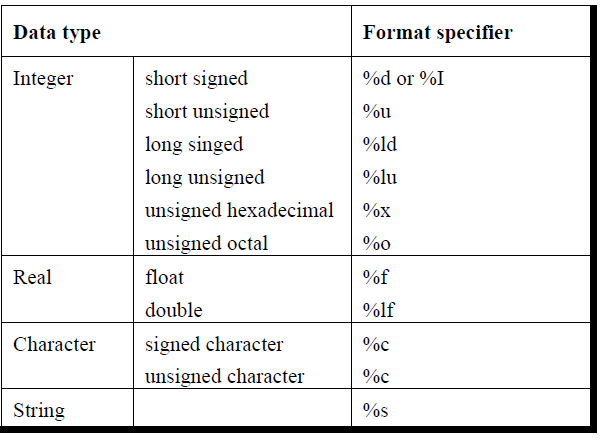 Data type Format specifier
Integer short signed %d or %I
short unsigned %u
long singed %ld
long unsigned %lu
unsigned hexadecimal %x
unsigned octal %o
Real float %f
double %lf
Character signed character %c
unsigned character %c
String %s